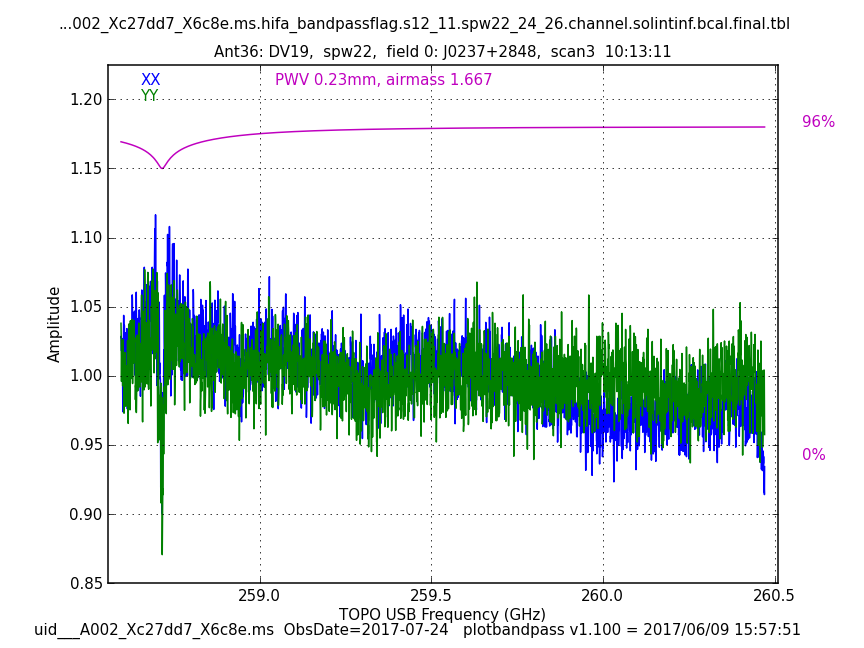 ...002_Xc27dd7_X6c8e.ms.hifa_bandpassflag.s12_11.spw22_24_26.channel.solintinf.bcal.final.tbl
Ant36: DV19,  spw22,  field 0: J0237+2848,  scan3  10:13:11
XX
PWV 0.23mm, airmass 1.667
YY
1.20
96%
1.15
1.10
1.05
Amplitude
1.00
0.95
0%
0.90
0.85
259.0
259.5
260.0
260.5
TOPO USB Frequency (GHz)
uid___A002_Xc27dd7_X6c8e.ms  ObsDate=2017-07-24   plotbandpass v1.100 = 2017/06/09 15:57:51